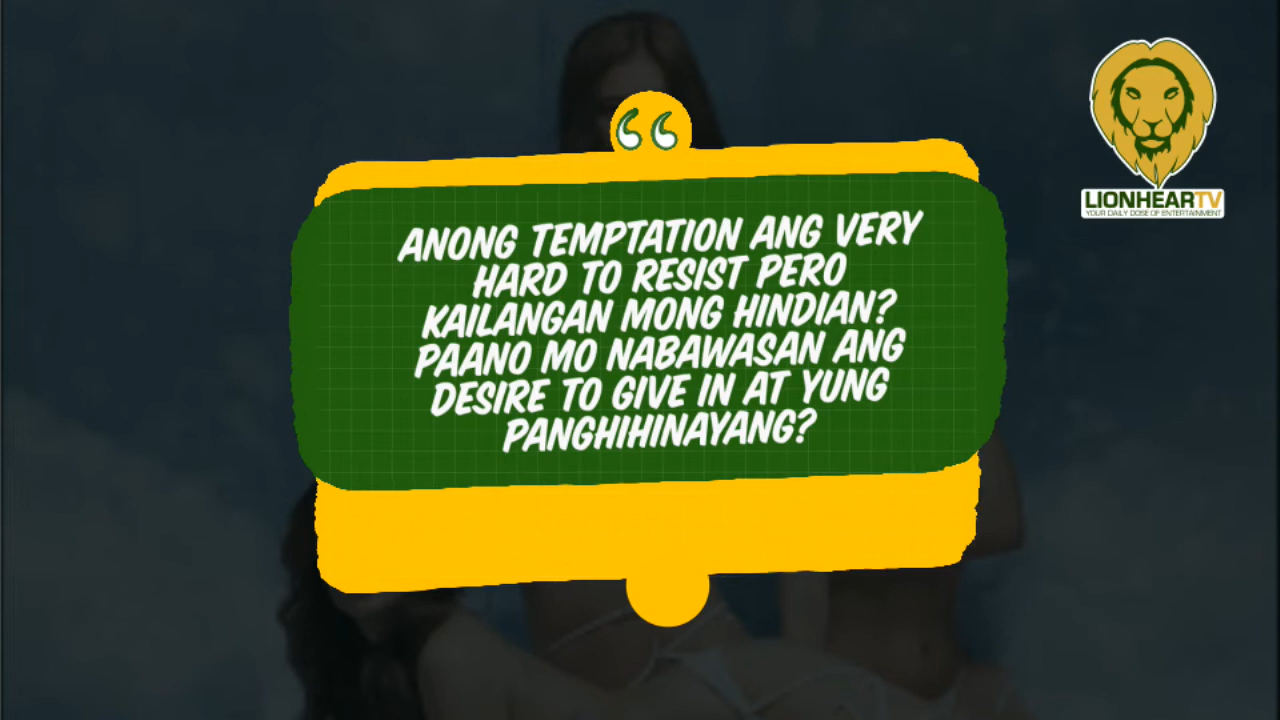 ANONG TEMPTATION ANG VERY
HARD TO RESIST PERO
KAILANGAN MONG HINDIAN?
PAANO MO NABAWASAN ANG
DESIRE TO GIVE IN AT YUNG
PANGHIHINAYANG?
LIONHEARTV
YOUR DAILY DOSE OF ENTERTAINMENT